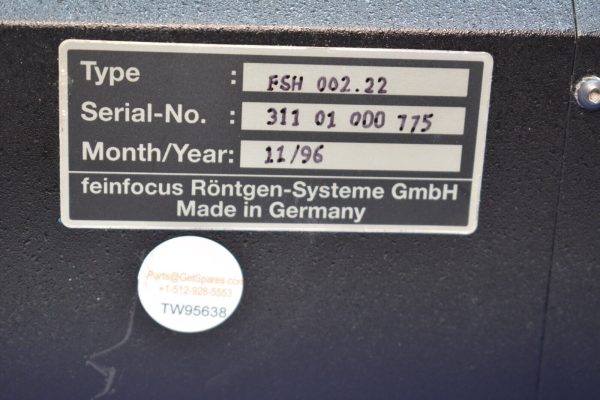 Type : FSH 002.22
Serial-No. : 311 01 000 775
Month/Year: 11/96
feinfocus Röntgen-Systeme GmbH
Made in Germany
Parts@GetSpares.com
+1-512-928-5553
TW95638